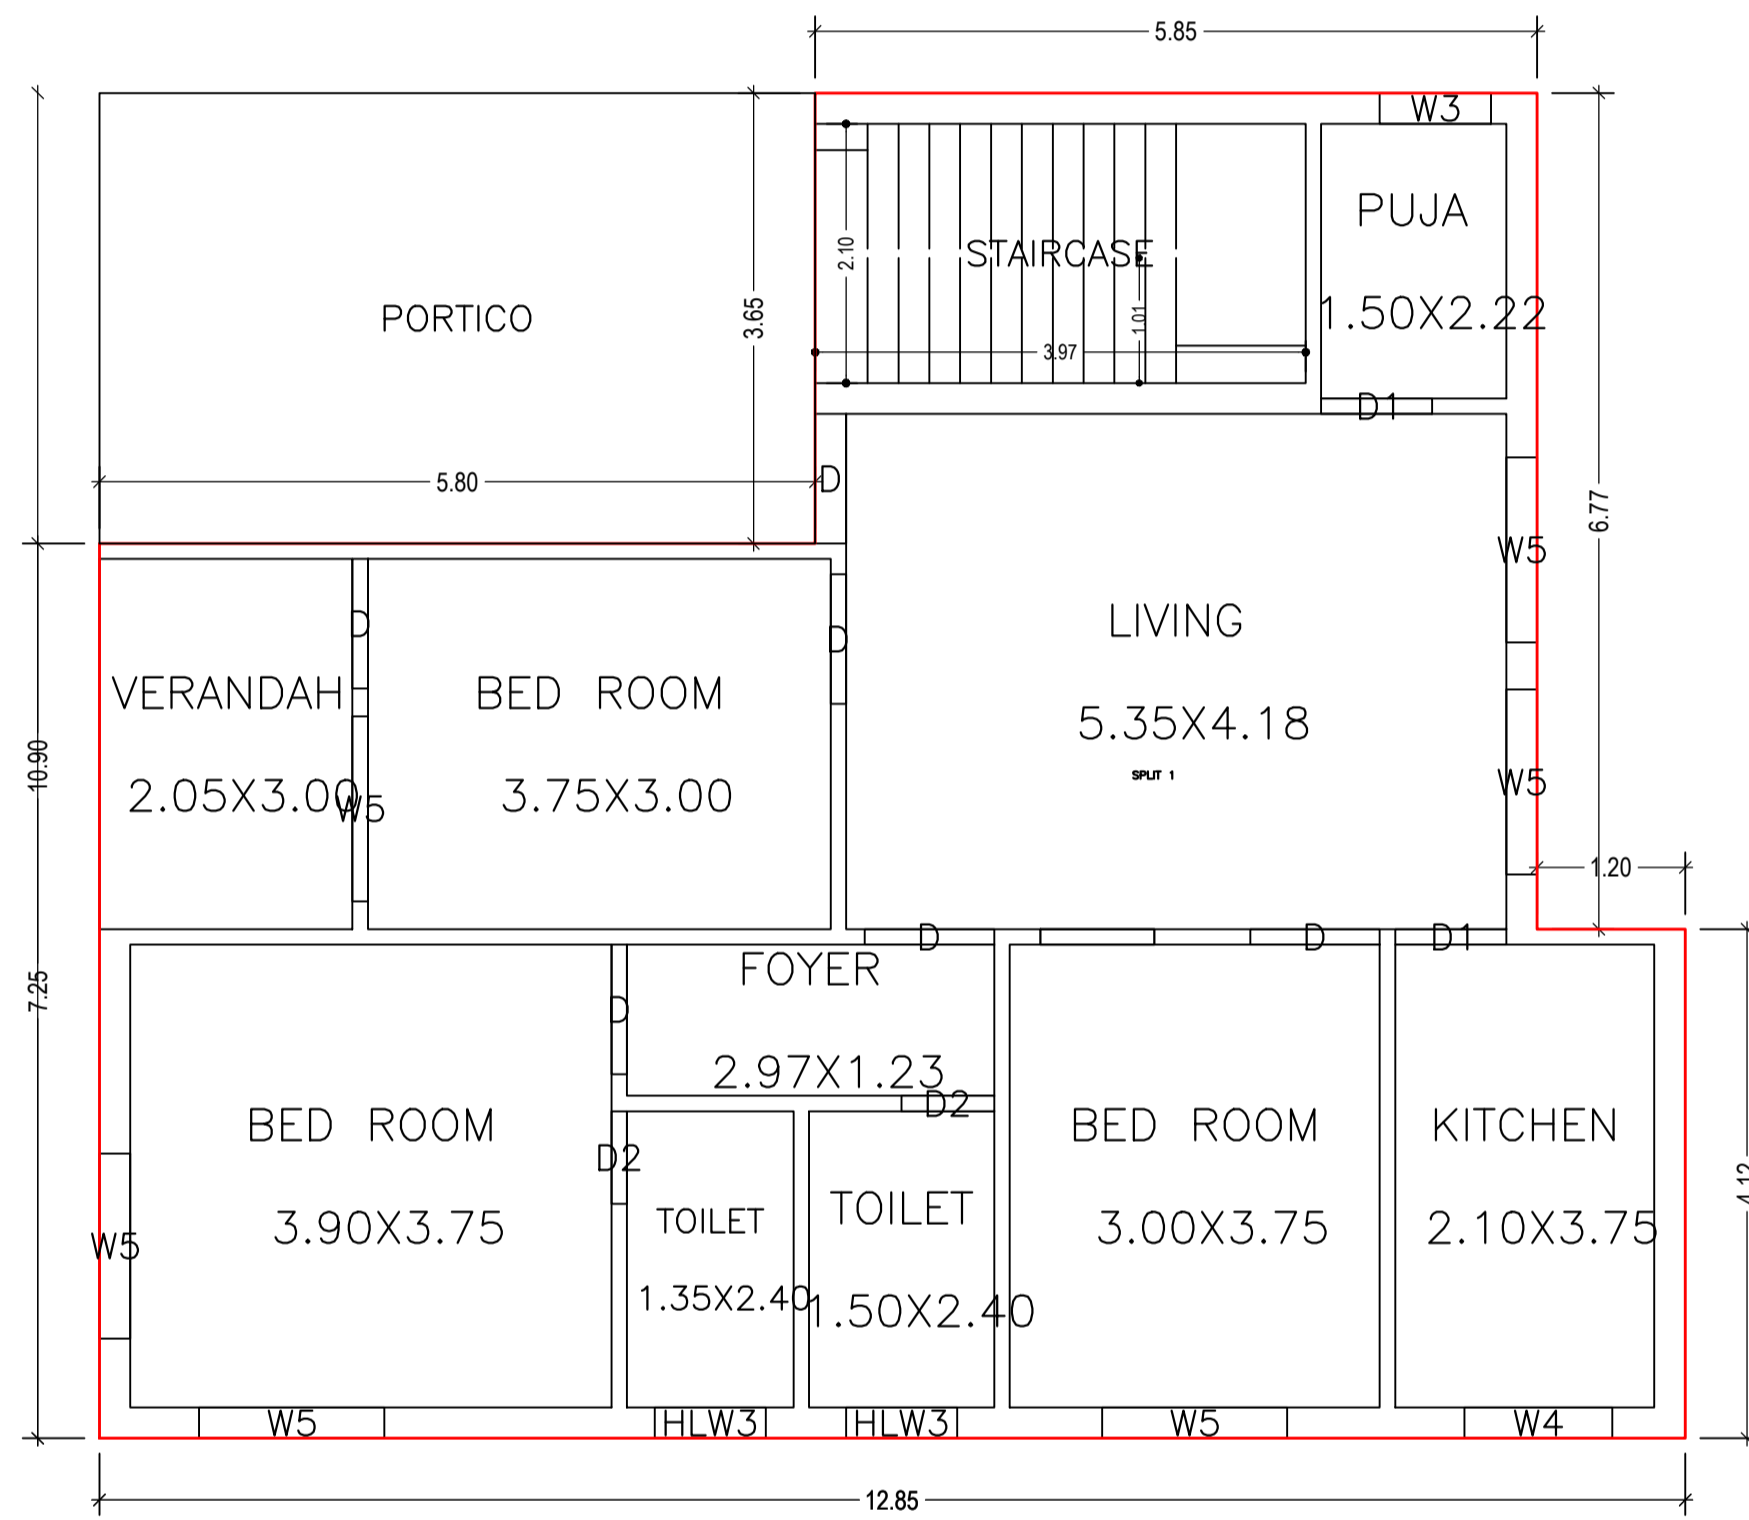 5.85
W3
PUJA
1.50X2.22
STAIRCASE
2.10
1.01
3.97
PORTICO
3.65
D1
5.80
D
6.77
W5
LIVING
5.35X4.18
SPLIT 1
D
D
VERANDAH
2.05X3.00
W5
BED ROOM
3.75X3.00
W5
10.90
1.20
D
D
D1
FOYER
2.97X1.23
7.25
D
D2
BED ROOM
3.90X3.75
D2
TOILET
1.35X2.40
TOILET
1.50X2.40
BED ROOM
3.00X3.75
KITCHEN
2.10X3.75
4.12
W5
W5
HLW3
HLW3
W5
W4
12.85